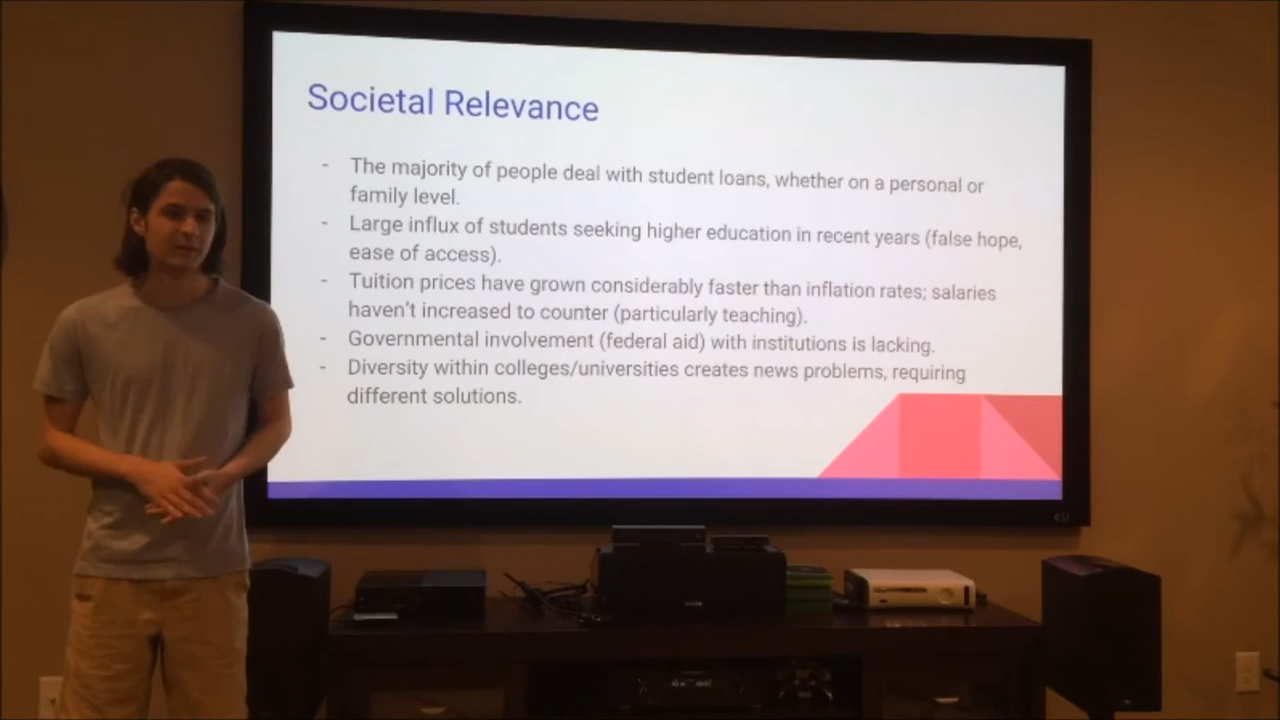 Societal Relevance
- The majority of people deal with student loans, whether on a personal or
family level.
- Large influx of students seeking higher education in recent years (false hope,
ease of access).
- Tuition prices have grown considerably faster than inflation rates; salaries
haven't increased to counter (particularly teaching).
- Governmental involvement (federal aid) with institutions is lacking.
- Diversity within colleges/universities creates news problems, requiring
different solutions.